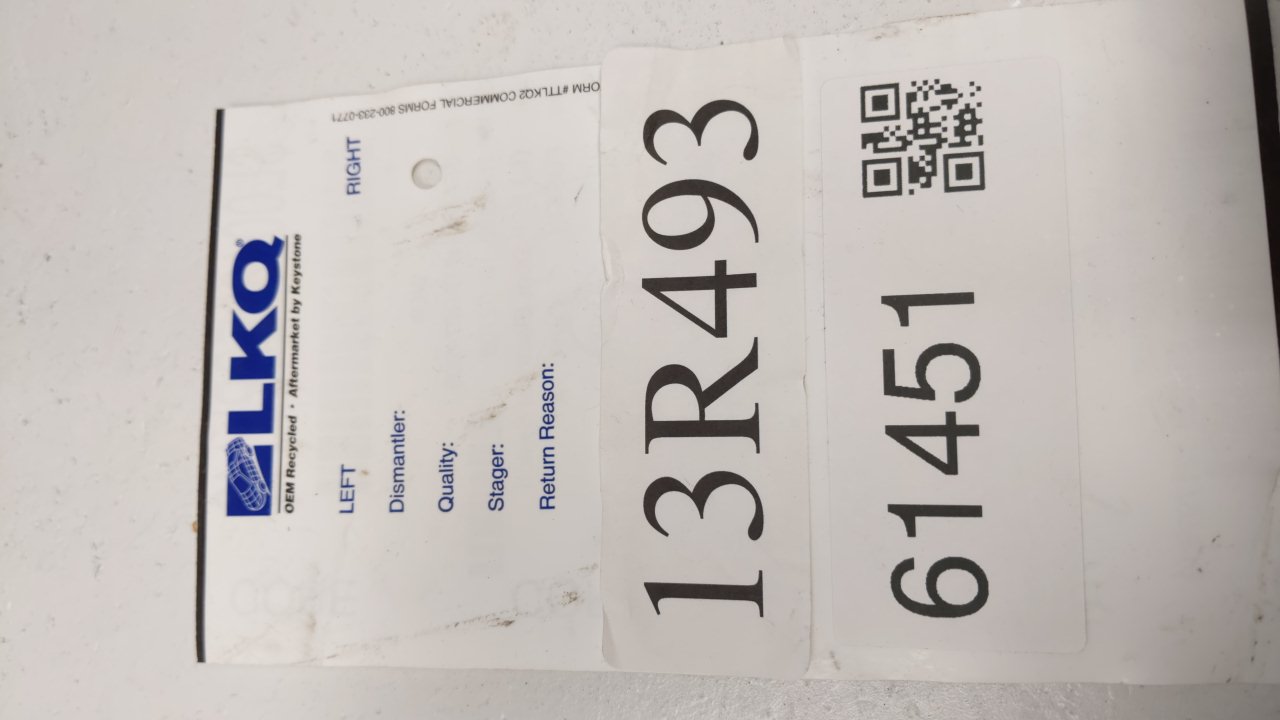 ORM #TTLKQ2 COMMERCIAL FORMS 800-233-0771
LKQ®
OEM Recycled • Aftermarket by Keystone
LEFT RIGHT
Dismantler:
Quality:
Stager:
Return Reason:
13R493
61451